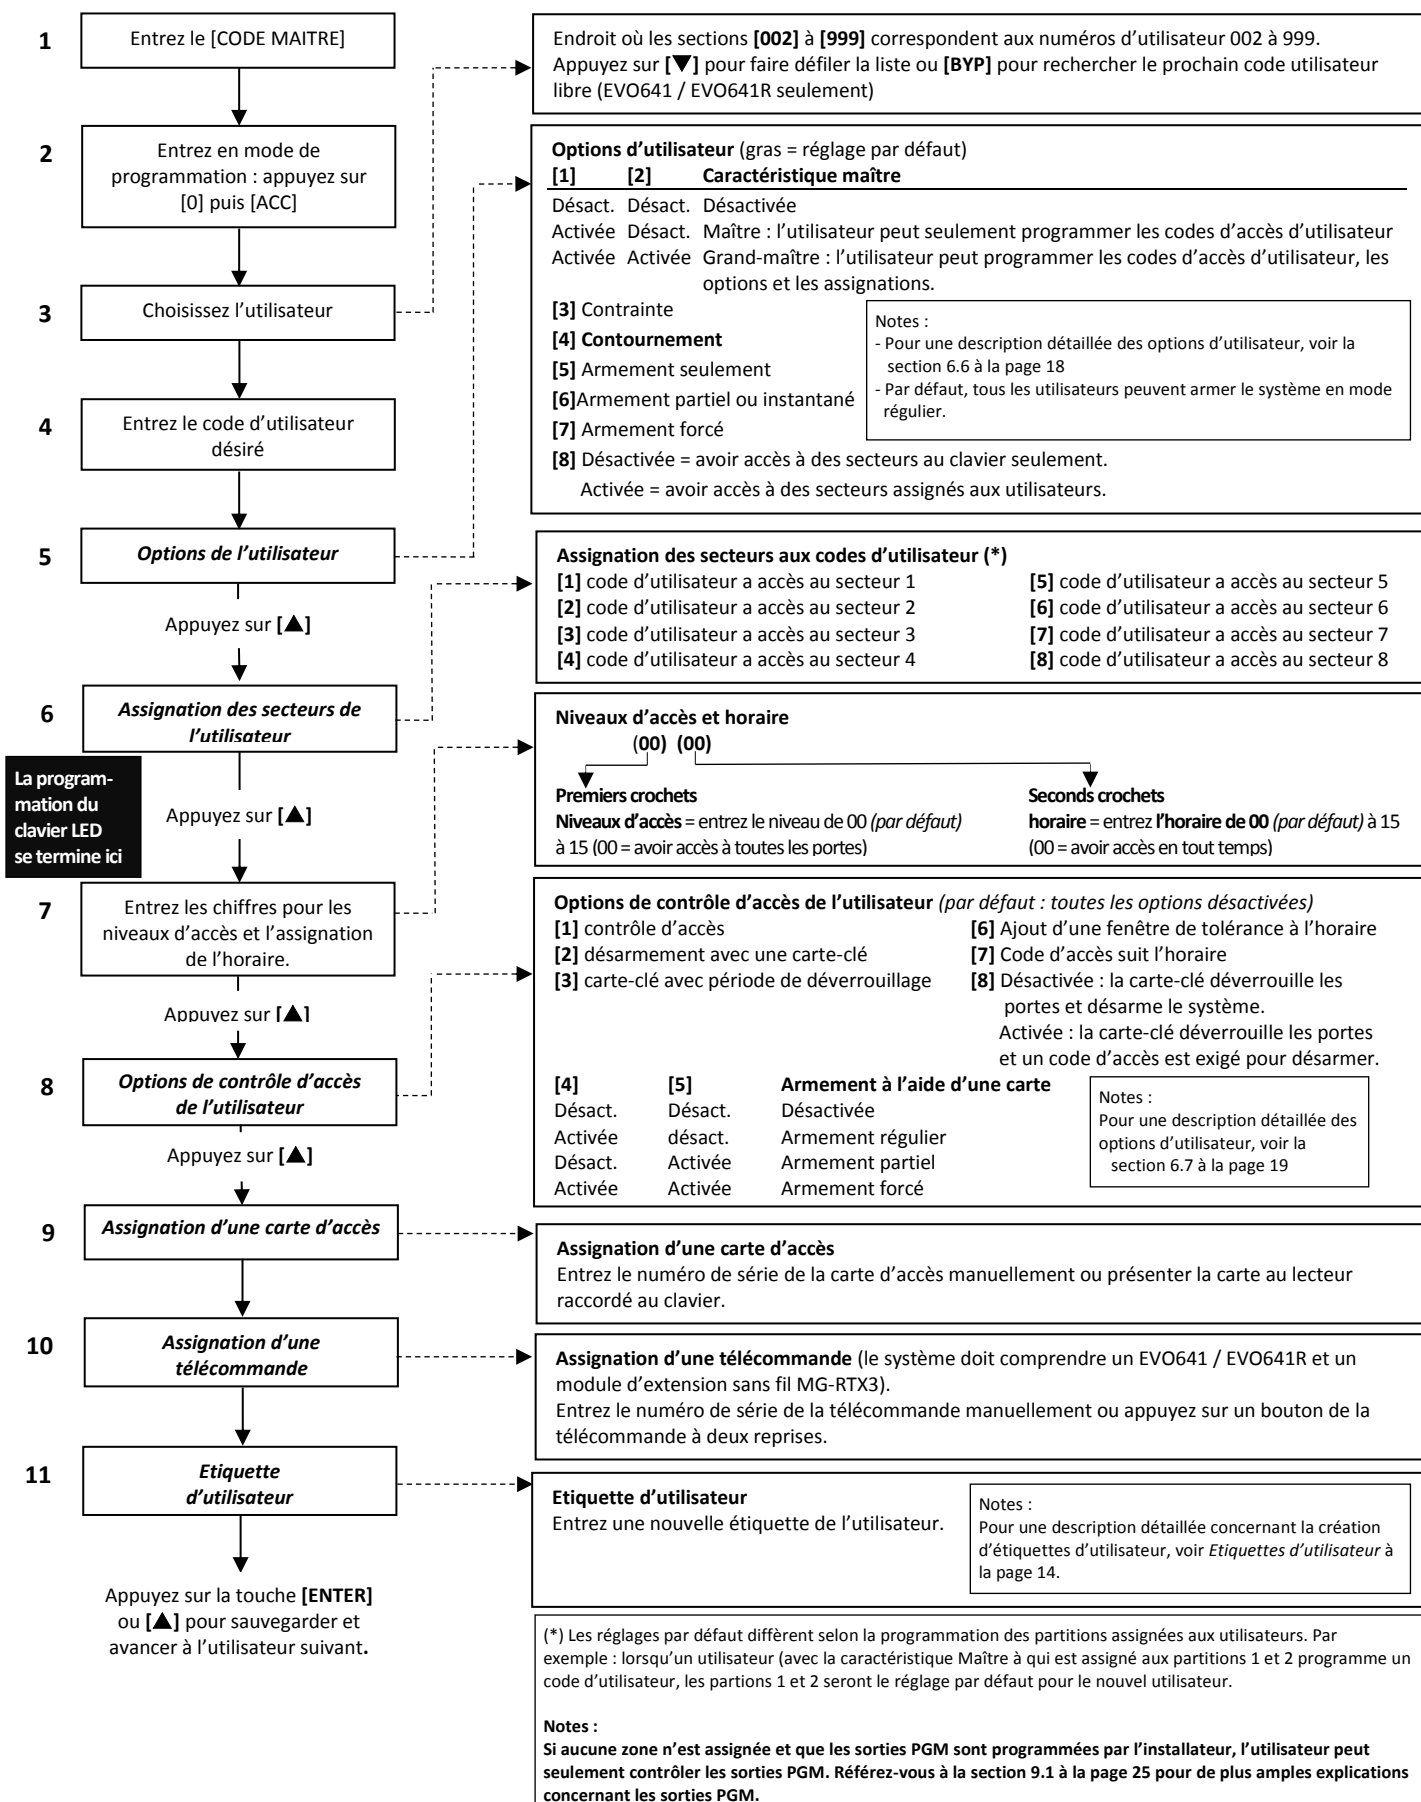 1
Entrez le [CODE MAITRE]
2
Entrez en mode de
programmation : appuyez sur
[0] puis [ACC]
3
Choisissez l’utilisateur
4
Entrez le code d’utilisateur
désiré
5
Options de l’utilisateur
Appuyez sur [▲]
6
Assignation des secteurs de
l’utilisateur
La program-
mation du
clavier LED
se termine ici
Appuyez sur [▲]
7
Entrez les chiffres pour les
niveaux d’accès et l’assignation
de l’horaire.
Appuyez sur [▲]
8
Options de contrôle d’accès
de l’utilisateur
Appuyez sur [▲]
9
Assignation d’une carte d’accès
10
Assignation d’une
télécommande
11
Etiquette
d’utilisateur
Appuyez sur la touche [ENTER]
ou [▲] pour sauvegarder et
avancer à l’utilisateur suivant.
Endroit où les sections [002] à [999] correspondent aux numéros d’utilisateur 002 à 999.
Appuyez sur [▼] pour faire défiler la liste ou [BYP] pour rechercher le prochain code utilisateur
libre (EVO641 / EVO641R seulement)
Options d’utilisateur (gras = réglage par défaut)
[1] [2] Caractéristique maître
Désact. Désact. Désactivée
Activée Désact. Maître : l’utilisateur peut seulement programmer les codes d’accès d’utilisateur
Activée Activée Grand-maître : l’utilisateur peut programmer les codes d’accès d’utilisateur, les
options et les assignations.
[3] Contrainte
[4] Contournement
[5] Armement seulement
[6]Armement partiel ou instantané
[7] Armement forcé
[8] Désactivée = avoir accès à des secteurs au clavier seulement.
Activée = avoir accès à des secteurs assignés aux utilisateurs.
Notes :
- Pour une description détaillée des options d’utilisateur, voir la
section 6.6 à la page 18
- Par défaut, tous les utilisateurs peuvent armer le système en mode
régulier.
Assignation des secteurs aux codes d’utilisateur (*)
[1] code d’utilisateur a accès au secteur 1 [5] code d’utilisateur a accès au secteur 5
[2] code d’utilisateur a accès au secteur 2 [6] code d’utilisateur a accès au secteur 6
[3] code d’utilisateur a accès au secteur 3 [7] code d’utilisateur a accès au secteur 7
[4] code d’utilisateur a accès au secteur 4 [8] code d’utilisateur a accès au secteur 8
Niveaux d’accès et horaire
(00) (00)
Premiers crochets
Niveaux d’accès = entrez le niveau de 00 (par défaut)
à 15 (00 = avoir accès à toutes les portes)
Seconds crochets
horaire = entrez l’horaire de 00 (par défaut) à 15
(00 = avoir accès en tout temps)
Options de contrôle d’accès de l’utilisateur (par défaut : toutes les options désactivées)
[1] contrôle d’accès [6] Ajout d’une fenêtre de tolérance à l’horaire
[2] désarmement avec une carte-clé [7] Code d’accès suit l’horaire
[3] carte-clé avec période de déverrouillage [8] Désactivée : la carte-clé déverrouille les
portes et désarme le système.
Activée : la carte-clé déverrouille les portes
et un code d’accès est exigé pour désarmer.
[4] [5] Armement à l’aide d’une carte
Désact. Désact. Désactivée
Activée désact. Armement régulier
Désact. Activée Armement partiel
Activée Activée Armement forcé
Notes :
Pour une description détaillée des
options d’utilisateur, voir la
section 6.7 à la page 19
Assignation d’une carte d’accès
Entrez le numéro de série de la carte d’accès manuellement ou présenter la carte au lecteur
raccordé au clavier.
Assignation d’une télécommande (le système doit comprendre un EVO641 / EVO641R et un
module d’extension sans fil MG-RTX3).
Entrez le numéro de série de la télécommande manuellement ou appuyez sur un bouton de la
télécommande à deux reprises.
Etiquette d’utilisateur
Entrez une nouvelle étiquette de l’utilisateur.
Notes :
Pour une description détaillée concernant la création
d’étiquettes d’utilisateur, voir Etiquettes d’utilisateur à
la page 14.
(*) Les réglages par défaut diffèrent selon la programmation des partitions assignées aux utilisateurs. Par
exemple : lorsqu’un utilisateur (avec la caractéristique Maître à qui est assigné aux partitions 1 et 2 programme un
code d’utilisateur, les partions 1 et 2 seront le réglage par défaut pour le nouvel utilisateur.
Notes :
Si aucune zone n’est assignée et que les sorties PGM sont programmées par l’installateur, l’utilisateur peut
seulement contrôler les sorties PGM. Référez-vous à la section 9.1 à la page 25 pour de plus amples explications
concernant les sorties PGM.